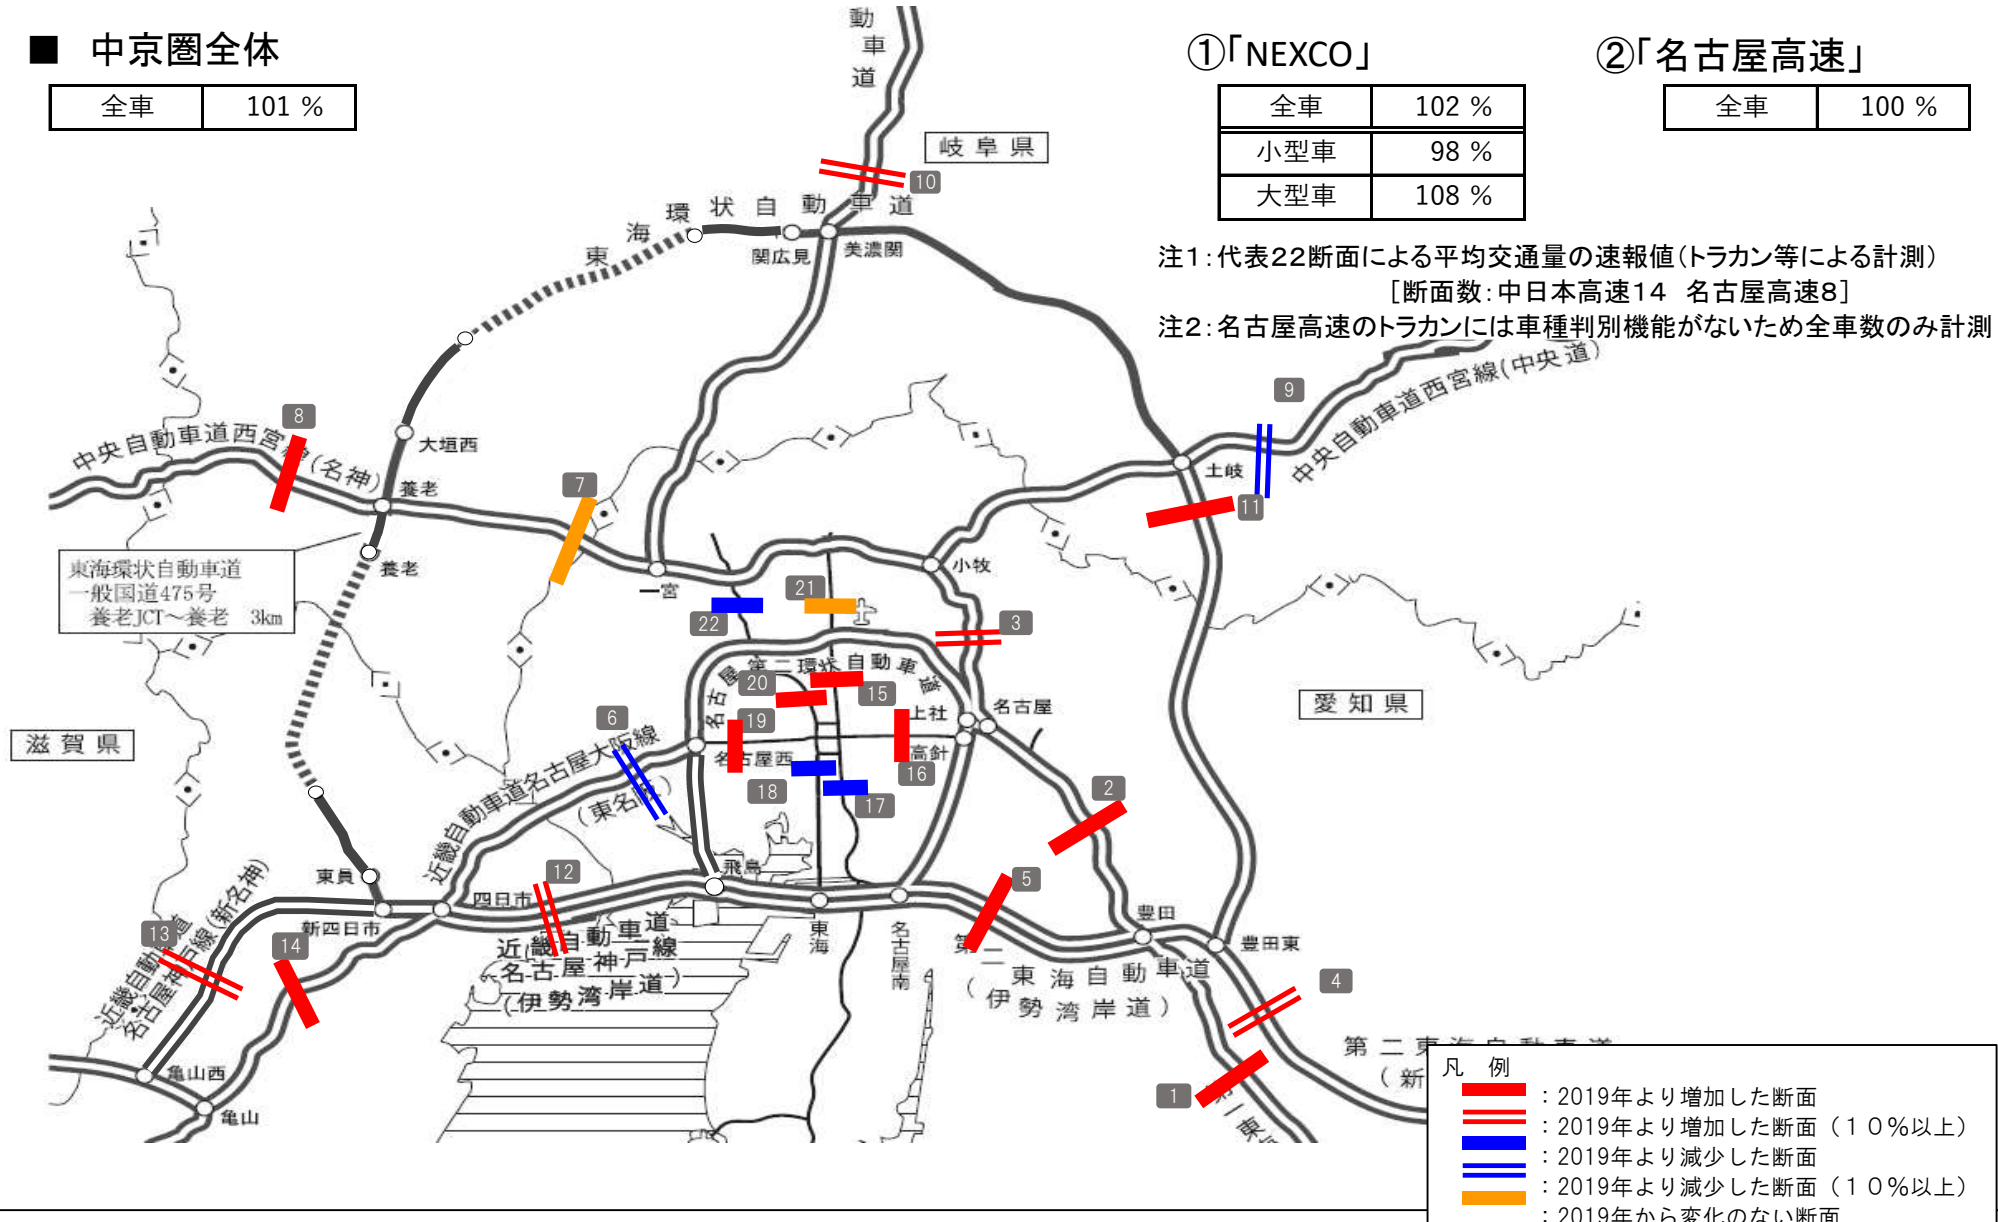 ■ 中京圏全体
全車 101 %
①｢NEXCO｣
全車 102 %
小型車 98 %
大型車 108 %
②｢名古屋高速｣
全車 100 %
注1：代表22断面による平均交通量の速報値（トラカン等による計測）
［断面数：中日本高速14 名古屋高速8］
注2：名古屋高速のトラカンには車種判別機能がないため全車数のみ計測
動車道
岐阜県
10
東海環状自動車道
関広見
美濃関
9
中央自動車道西宮線(中央道)
8
中央自動車道西宮線(名神)
大垣西
養老
7
土岐
11
養老
東海環状自動車道
一般国道475号
養老JCT～養老 3km
一宮
小牧
21
22
3
名古屋第二環状自動車道
20
15
19
上社
名古屋
愛知県
滋賀県
6
名古屋西
高針
16
18
17
2
近畿自動車道名古屋大阪線
(東名阪)
飛島
12
5
東員
四日市
新四日市
東海
名古屋南
豊田
豊田東
13
14
近畿自動車道
名古屋神戸線(新名神)
近畿自動車道
名古屋神戸線
(伊勢湾岸道)
第二東海自動車道
(伊勢湾岸道)
4
第二東海自動車道
(新
亀山西
亀山
1
第一東
凡 例
：2019年より増加した断面
：2019年より増加した断面（１０％以上）
：2019年より減少した断面
：2019年より減少した断面（１０％以上）
：2019年から変化のない断面